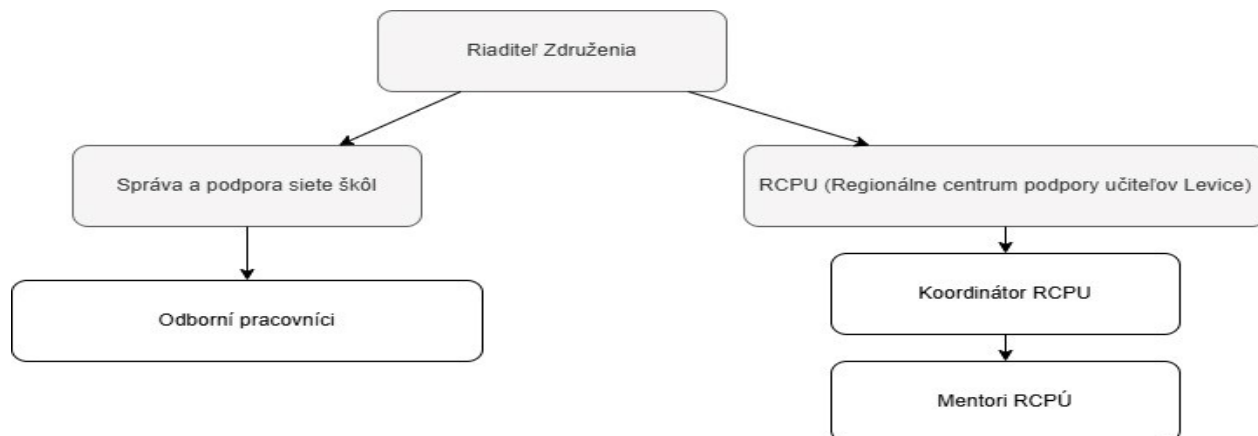 Riaditeľ Združenia
Správa a podpora siete škôl
RCPU (Regionálne centrum podpory učiteľov Levice)
Odborní pracovníci
Koordinátor RCPU
Mentori RCPÚ